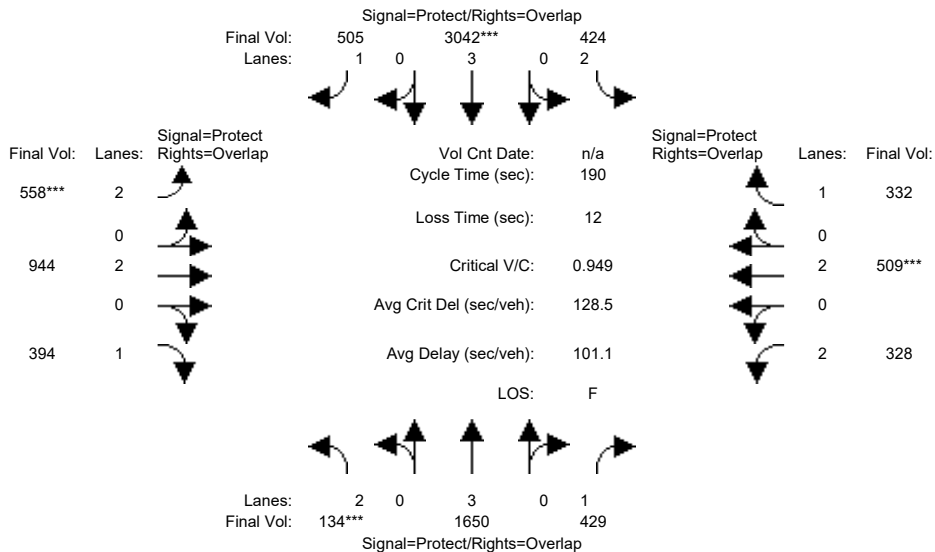 Signal=Protect/Rights=Overlap
Final Vol: 505 3042*** 424
Lanes: 1 0 3 0 2
Signal=Protect Signal=Protect
Final Vol: Lanes: Rights=Overlap Vol Cnt Date: n/a Rights=Overlap Lanes: Final Vol:
Cycle Time (sec): 190
558*** 2 1 332
Loss Time (sec): 12
0 0
944 2 Critical V/C: 0.949 2 509***
0 Avg Crit Del (sec/veh): 128.5 0
394 1 Avg Delay (sec/veh): 101.1 2 328
LOS: F
Lanes: 2 0 3 0 1
Final Vol: 134*** 1650 429
Signal=Protect/Rights=Overlap